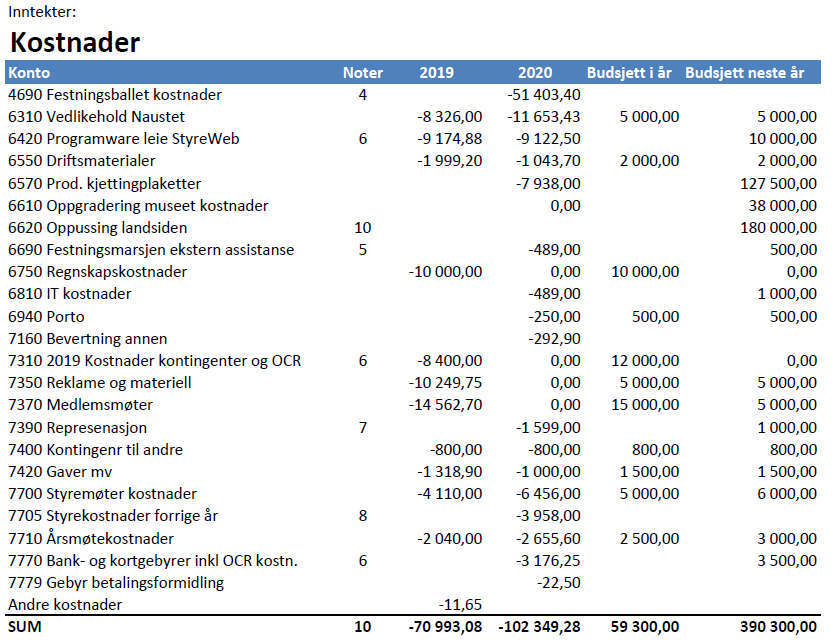 Inntekter:
Kostnader
Konto Noter 2019 2020 Budsjett i år Budsjett neste år
4690 Festningsballet kostnader 4 -51 403,40
6310 Vedlikehold Naustet -8 326,00 -11 653,43 5 000,00 5 000,00
6420 Programware leie StyreWeb 6 -9 174,88 -9 122,50 10 000,00
6550 Driftsmaterialer -1 999,20 -1 043,70 2 000,00 2 000,00
6570 Prod. kjettingplaketter -7 938,00 127 500,00
6610 Oppgradering museet kostnader 0,00 38 000,00
6620 Oppussing landsiden 10 180 000,00
6690 Festningsmarsjen ekstern assistanse 5 -489,00 500,00
6750 Regnskapskostnader -10 000,00 0,00 10 000,00 0,00
6810 IT kostnader -489,00 1 000,00
6940 Porto -250,00 500,00 500,00
7160 Bevertning annen -292,90
7310 2019 Kostnader kontingenter og OCR 6 -8 400,00 0,00 12 000,00 0,00
7350 Reklame og materiell -10 249,75 0,00 5 000,00 5 000,00
7370 Medlemsmøter -14 562,70 0,00 15 000,00 5 000,00
7390 Represenasjon 7 -1 599,00 1 000,00
7400 Kontingenr til andre -800,00 -800,00 800,00 800,00
7420 Gaver mv -1 318,90 -1 000,00 1 500,00 1 500,00
7700 Styremøter kostnader -4 110,00 -6 456,00 5 000,00 6 000,00
7705 Styrekostnader forrige år 8 -3 958,00
7710 Årsmøtekostnader -2 040,00 -2 655,60 2 500,00 3 000,00
7770 Bank- og kortgebyrer inkl OCR kostn. 6 -3 176,25 3 500,00
7779 Gebyr betalingsformidling -22,50
Andre kostnader -11,65
SUM 10 -70 993,08 -102 349,28 59 300,00 390 300,00